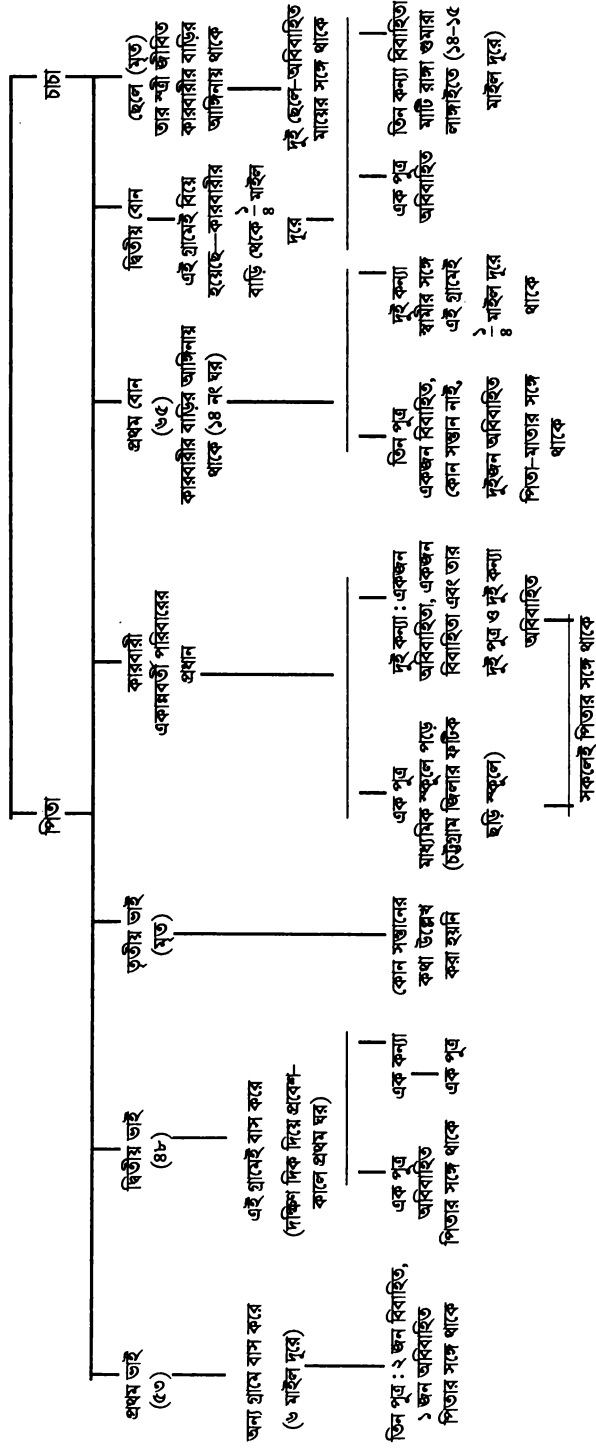 পিতা
চাচা
প্রথম ভাই
(৫৩)
অন্য গ্রামে বাস করে
(৬ মাইল দূরে)
তিন পুত্র : ২ জন বিবাহিত,
১ জন অবিবাহিত
পিতার সঙ্গে থাকে
দ্বিতীয় ভাই
(৪৮)
এই গ্রামেই বাস করে
(দক্ষিণ দিক দিয়ে প্রবেশ-
কালে প্রথম ঘর)
এক পুত্র
অবিবাহিত
পিতার সঙ্গে থাকে
এক কন্যা
এক পুত্র
তৃতীয় ভাই
(মৃত)
কোন সন্তানের
কথা উল্লেখ
করা হয়নি
কারবারী
একান্নবর্তী পরিবারের
প্রধান
এক পুত্র
মাধ্যমিক স্কুলে পড়ে
(চট্টগ্রাম জিলার ফটিক
ছড়ি স্কুলে)
দুই কন্যা : একজন
অবিবাহিতা, একজন
বিবাহিতা এবং তার
দুই পুত্র ও দুই কন্যা
অবিবাহিত
সকলেই পিতার সঙ্গে থাকে
প্রথম বোন
(৬৫)
কারবারীর বাড়ির আঙ্গিনায়
থাকে (১৪ নং ঘর)
তিন পুত্র
একজন বিবাহিত,
কোন সন্তান নাই,
দুইজন অবিবাহিত
পিতা-মাতার সঙ্গে
থাকে
দুই কন্যা
স্বামীর সঙ্গে
এই গ্রামেই
১/৪ মাইল দূরে
থাকে
দ্বিতীয় বোন
এই গ্রামেই বিয়ে
হয়েছে—কারবারীর
বাড়ি থেকে ১/৪ মাইল
দূরে
এক পুত্র
অবিবাহিত
তিন কন্যা বিবাহিতা
মাটি রাঙ্গা গুমারা
লাঙ্গাইতে (১৪-১৫
মাইল দূরে)
ছেলে (মৃত)
তার স্ত্রী জীবিত
কারবারীর বাড়ির
আঙ্গিনায় থাকে
দুই ছেলে-অবিবাহিত
মায়ের সঙ্গে থাকে